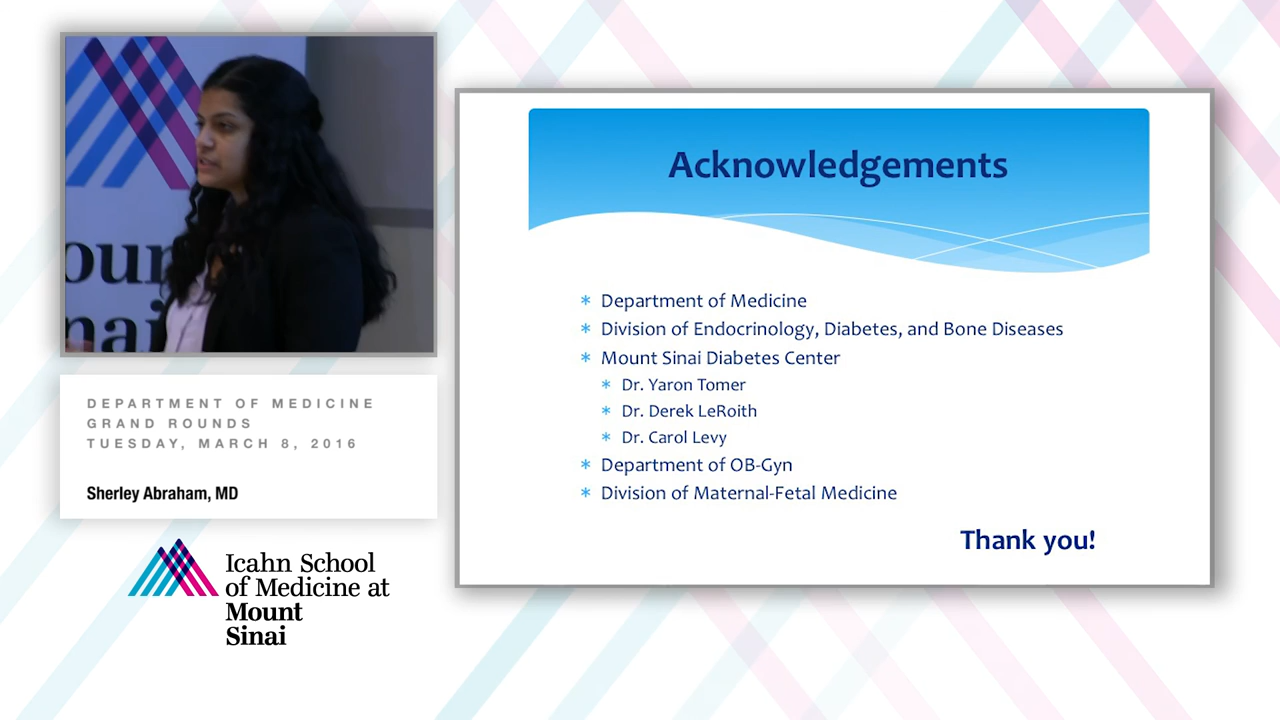 our
nai
DEPARTMENT OF MEDICINE
GRAND ROUNDS
TUESDAY, MARCH 8, 2016
Sherley Abraham, MD
Icahn School
of Medicine at
Mount
Sinai
Acknowledgements
* Department of Medicine
* Division of Endocrinology, Diabetes, and Bone Diseases
* Mount Sinai Diabetes Center
* Dr. Yaron Tomer
* Dr. Derek LeRoith
* Dr. Carol Levy
* Department of OB-Gyn
* Division of Maternal-Fetal Medicine
Thank you!